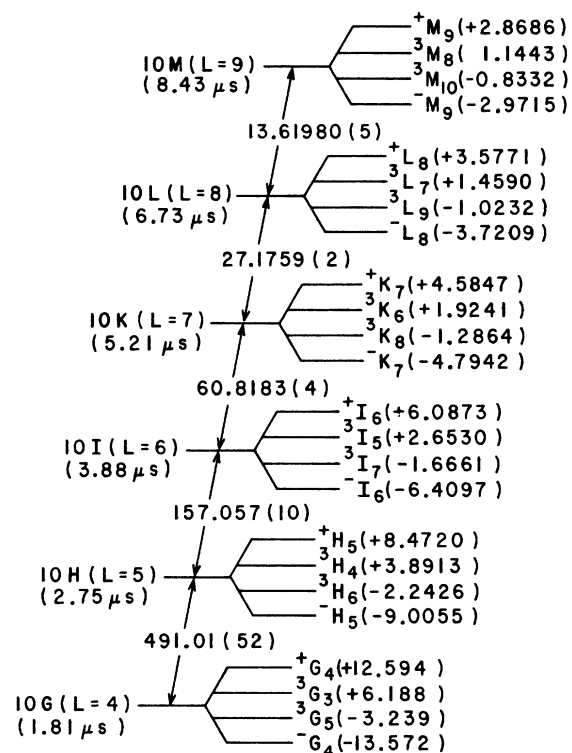 ⁺M₉(+2.8686)
³M₈( 1.1443)
10M(L=9)
³M₁₀(-0.8332)
(8.43 μs)
⁻M₉(-2.9715)
13.61980(5)
⁺L₈(+3.5771)
³L₇(+1.4590)
10L(L=8)
³L₉(-1.0232)
(6.73 μs)
⁻L₈(-3.7209)
27.1759(2)
⁺K₇(+4.5847)
³K₆(+1.9241)
10K(L=7)
³K₈(-1.2864)
(5.21 μs)
⁻K₇(-4.7942)
60.8183(4)
⁺I₆(+6.0873)
³I₅(+2.6530)
10I(L=6)
³I₇(-1.6661)
(3.88 μs)
⁻I₆(-6.4097)
157.057(10)
⁺H₅(+8.4720)
³H₄(+3.8913)
10H(L=5)
³H₆(-2.2426)
(2.75 μs)
⁻H₅(-9.0055)
491.01(52)
⁺G₄(+12.594)
³G₃(+6.188)
10G(L=4)
³G₅(-3.239)
(1.81 μs)
⁻G₄(-13.572)